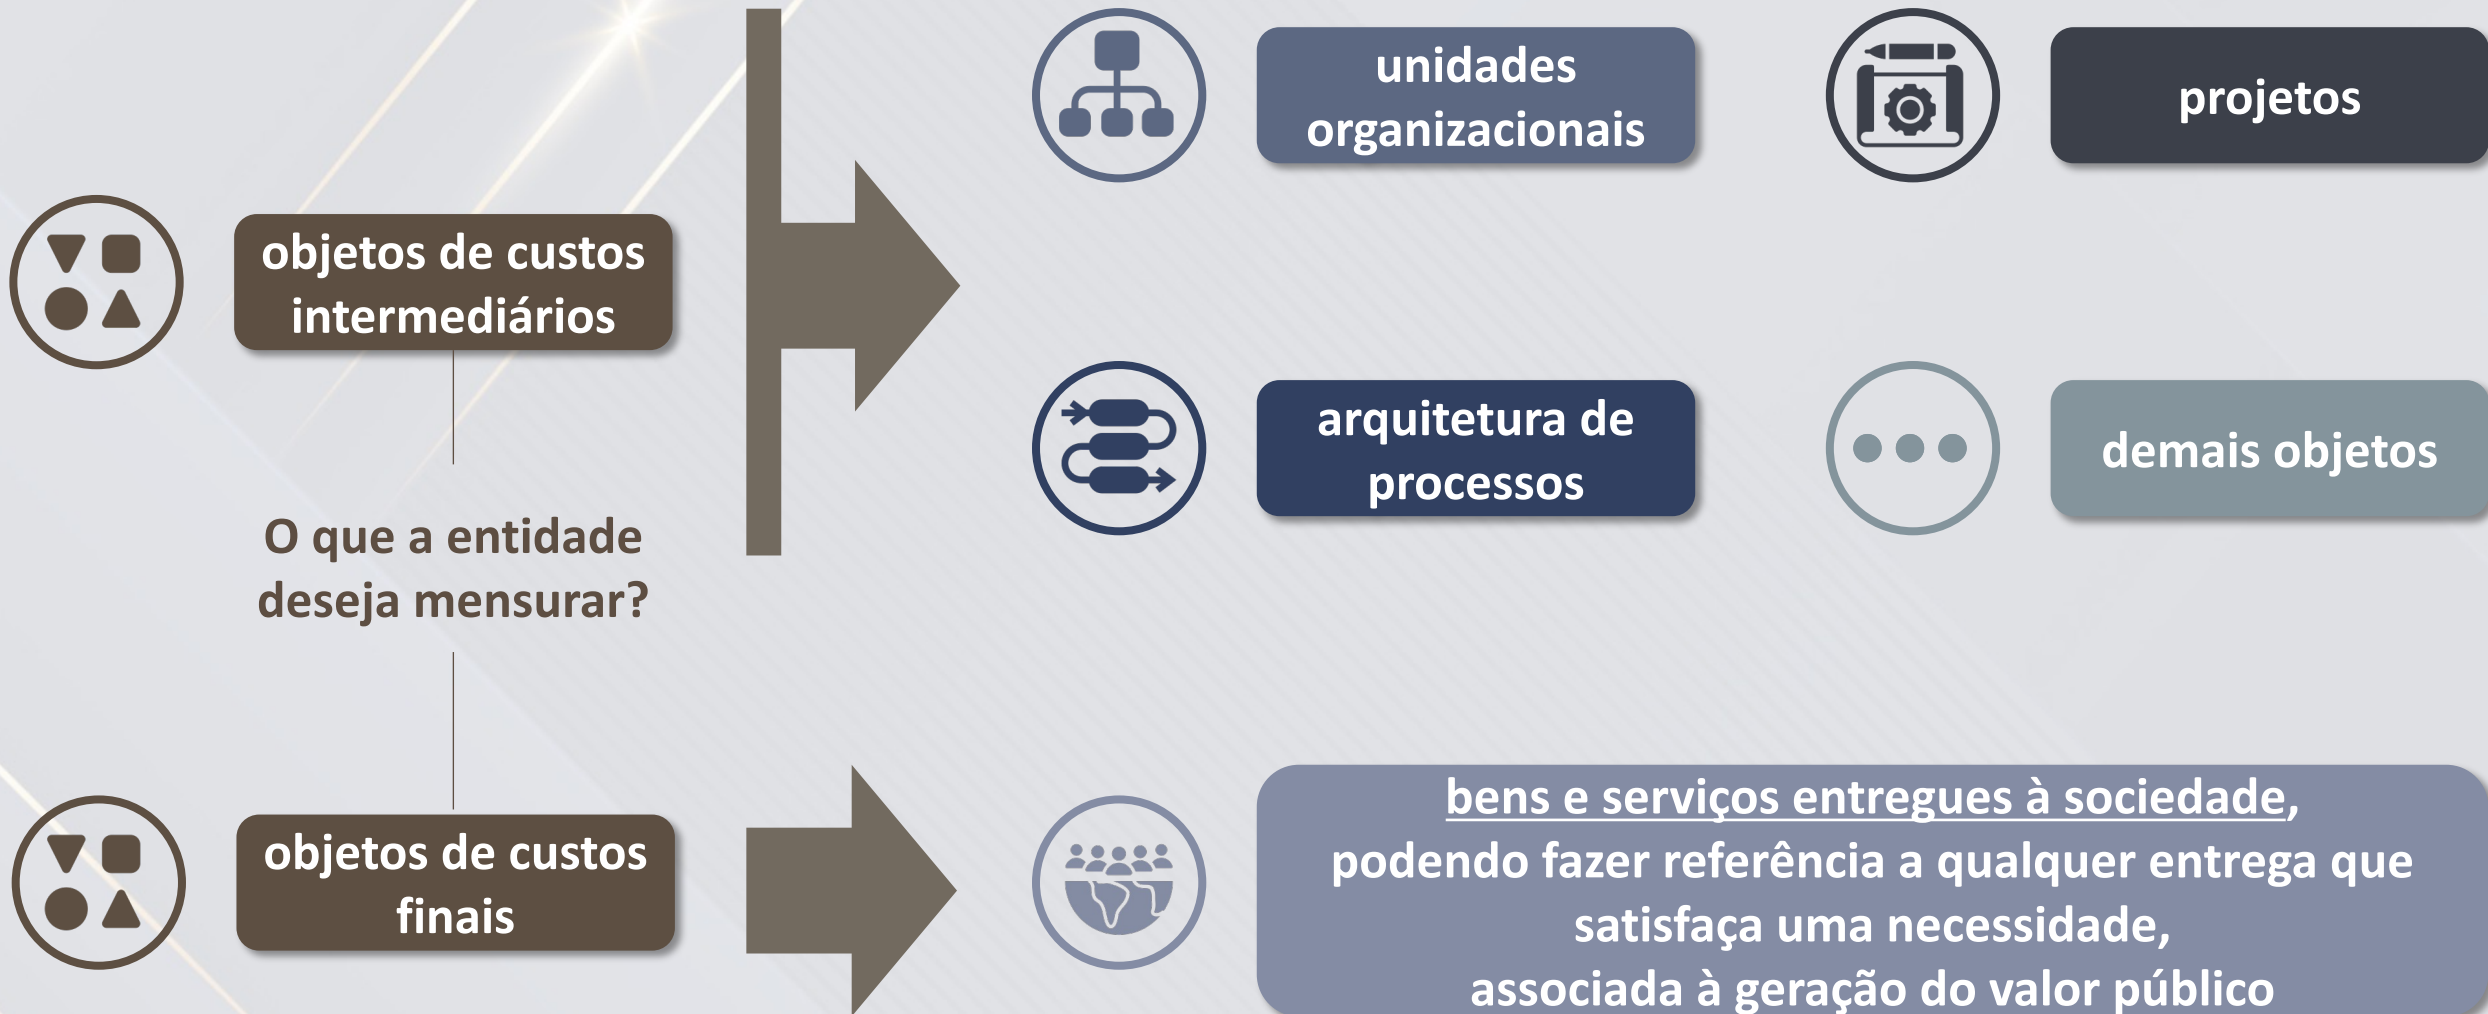 objetos de custos
intermediários
O que a entidade
deseja mensurar?
objetos de custos
finais
unidades
organizacionais
projetos
arquitetura de
processos
demais objetos
bens e serviços entregues à sociedade,
podendo fazer referência a qualquer entrega que
satisfaça uma necessidade,
associada à geração do valor público